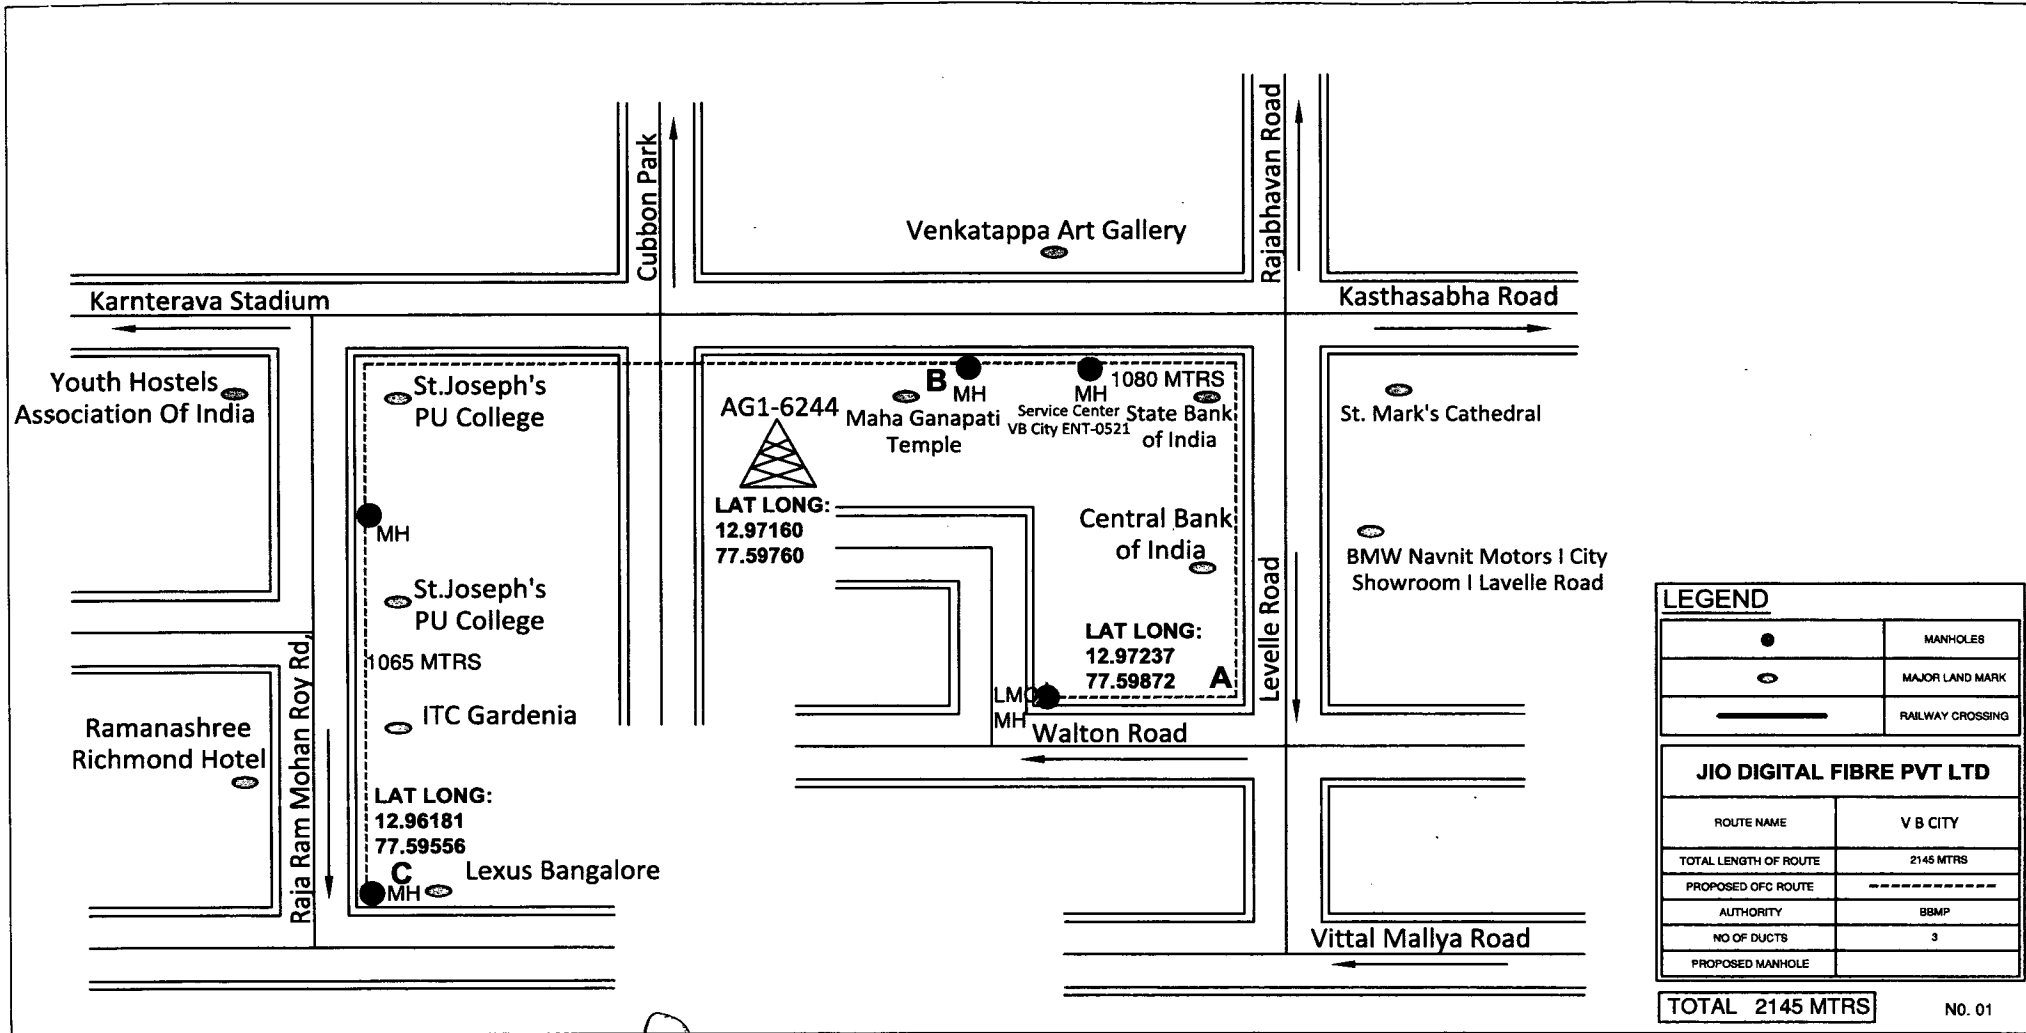 Cubbon Park
Rajabhavan Road
Venkatappa Art Gallery
Karnterava Stadium
Kasthasabha Road
Youth Hostels
Association Of India
St.Joseph's
PU College
AG1-6244
B
MH
Maha Ganapati
Temple
MH
1080 MTRS
Service Center
VB City ENT-0521
State Bank
of India
St. Mark's Cathedral
LAT LONG:
12.97160
77.59760
MH
Central Bank
of India
BMW Navnit Motors I City
Showroom I Lavelle Road
St.Joseph's
PU College
1065 MTRS
Levelle Road
LAT LONG:
12.97237
77.59872
A
MH
Walton Road
Raja Ram Mohan Roy Rd,
ITC Gardenia
Ramanashree
Richmond Hotel
LAT LONG:
12.96181
77.59556
C
MH
Lexus Bangalore
Vittal Mallya Road
LEGEND
MANHOLES
MAJOR LAND MARK
RAILWAY CROSSING
JIO DIGITAL FIBRE PVT LTD
ROUTE NAME V B CITY
TOTAL LENGTH OF ROUTE 2145 MTRS
PROPOSED OFC ROUTE
AUTHORITY BBMP
NO OF DUCTS 3
PROPOSED MANHOLE
TOTAL 2145 MTRS
N0. 01